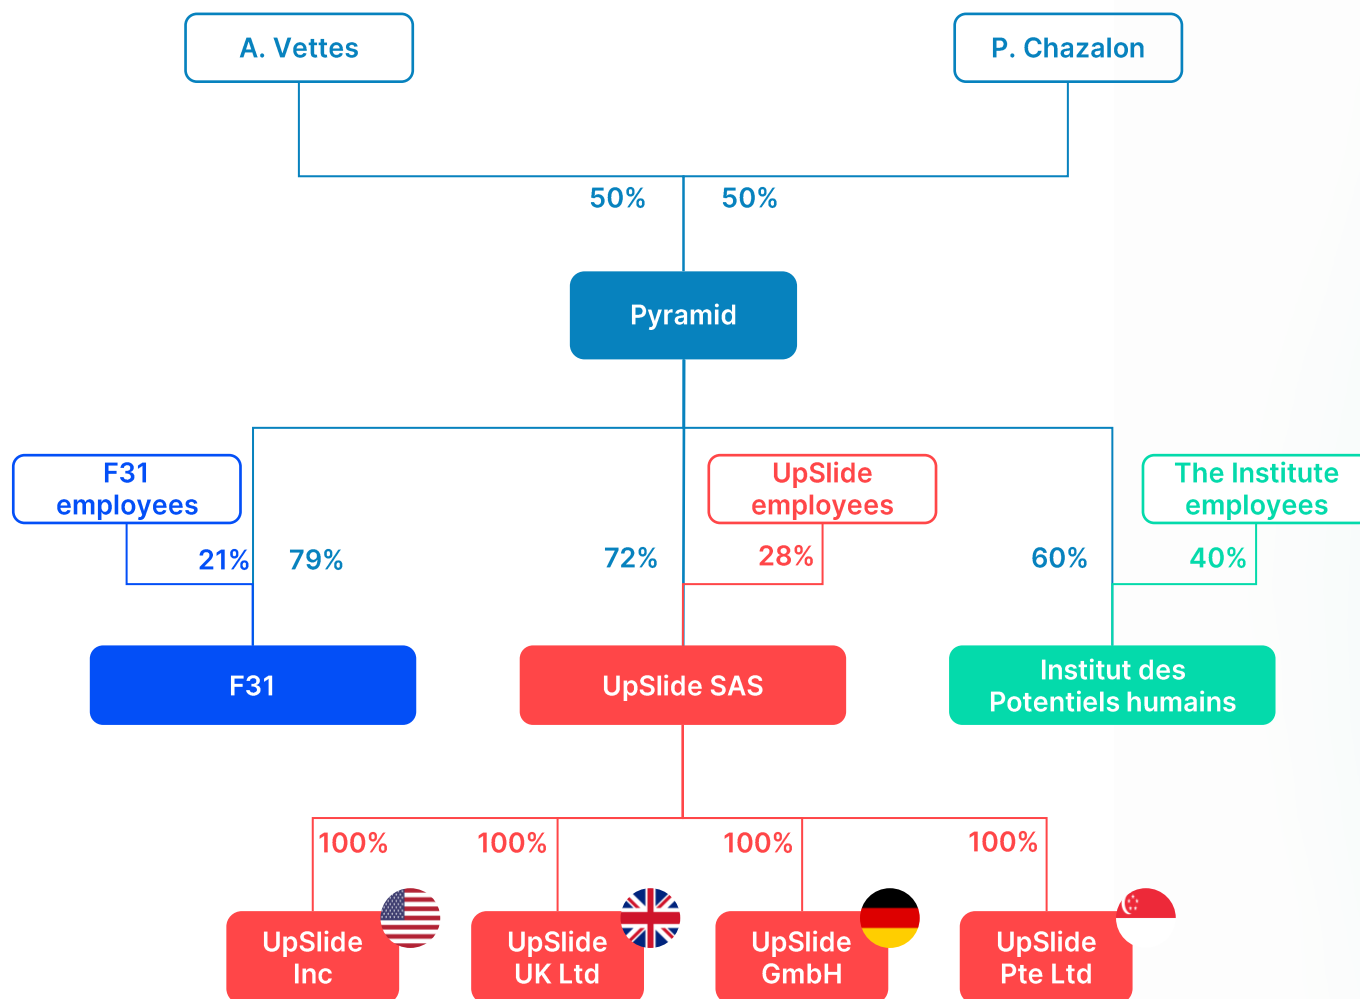 A. Vettes
P. Chazalon
50%
50%
Pyramid
F31
employees
UpSlide
employees
The Institute
employees
21%
79%
72%
28%
60%
40%
F31
UpSlide SAS
Institut des
Potentiels humains
100%
100%
100%
100%
UpSlide
Inc
UpSlide
UK Ltd
UpSlide
GmbH
UpSlide
Pte Ltd